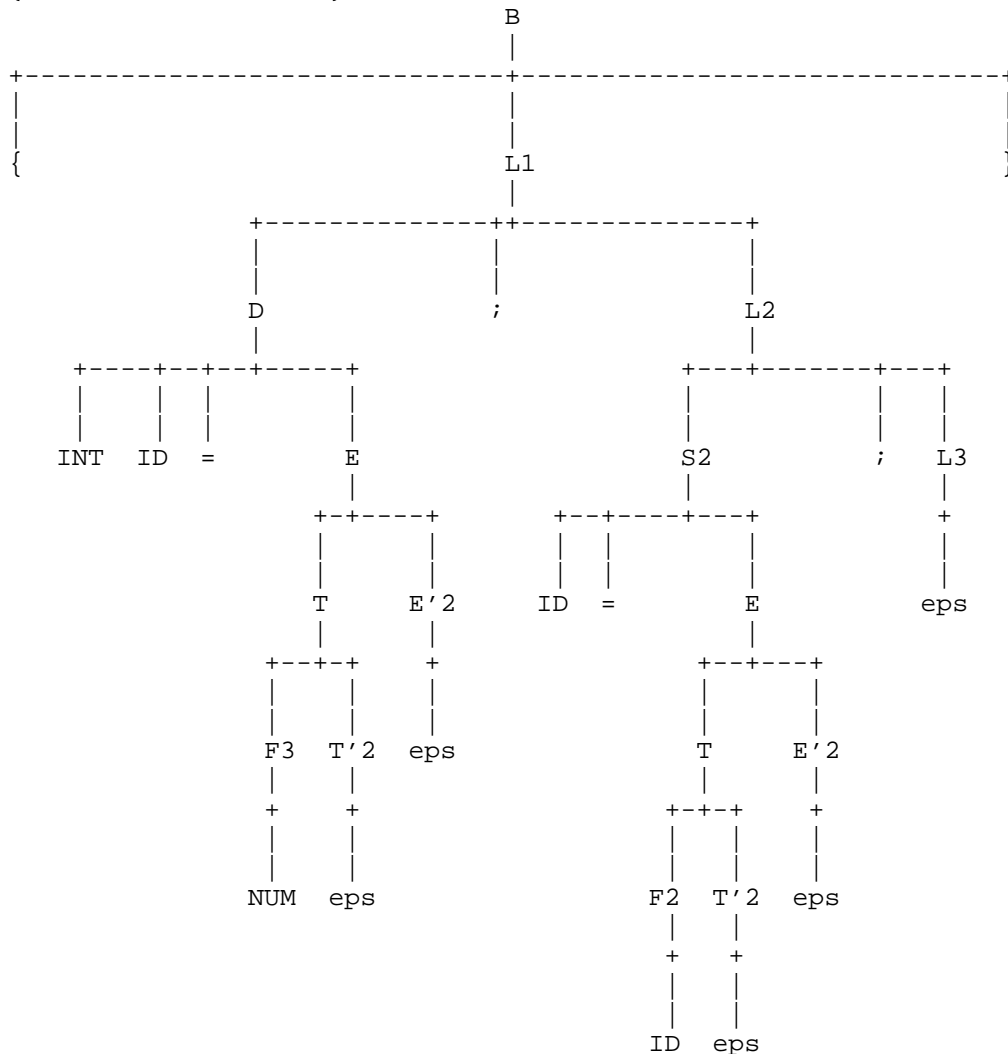 B
{ L1 }
D ; L2
INT ID = E S2 ; L3
T E'2 ID = E eps
F3 T'2 eps T E'2
NUM eps F2 T'2 eps
ID eps